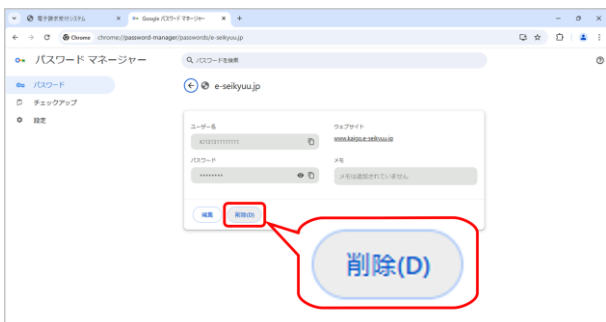 電子請求受付システム
Google パスワード マネージャー
Chrome
chrome://password-manager/passwords/e-seikyuu.jp
パスワード マネージャー
パスワードを検索
パスワード
e-seikyuu.jp
チェックアップ
設定
ユーザー名
ウェブサイト
www.kaigo.e-seikyuu.jp
パスワード
メモ
********
メモは追加されていません
編集
削除(D)
削除(D)